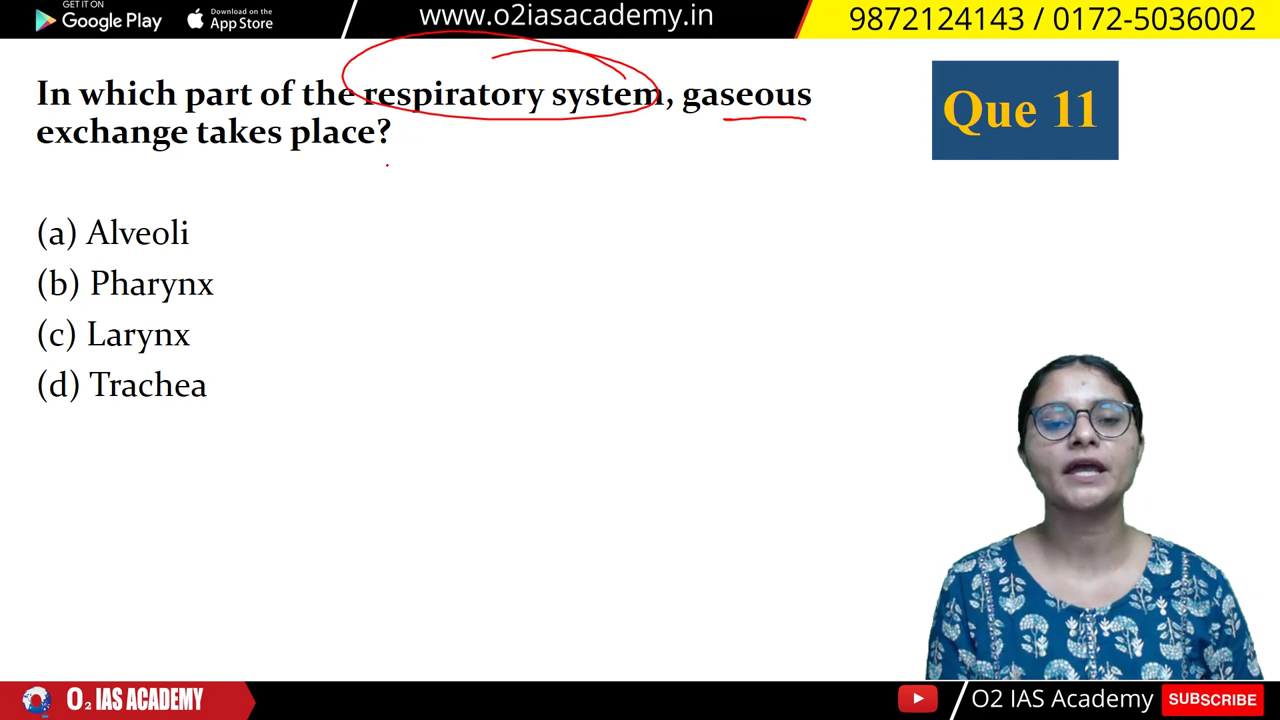 GET IT ON
Google Play
Download on the
App Store
www.o2iasacademy.in
9872124143 / 0172-5036002
In which part of the respiratory system, gaseous
exchange takes place?
Que 11
(a) Alveoli
(b) Pharynx
(c) Larynx
(d) Trachea
O2 IAS ACADEMY
O2 IAS Academy
SUBSCRIBE